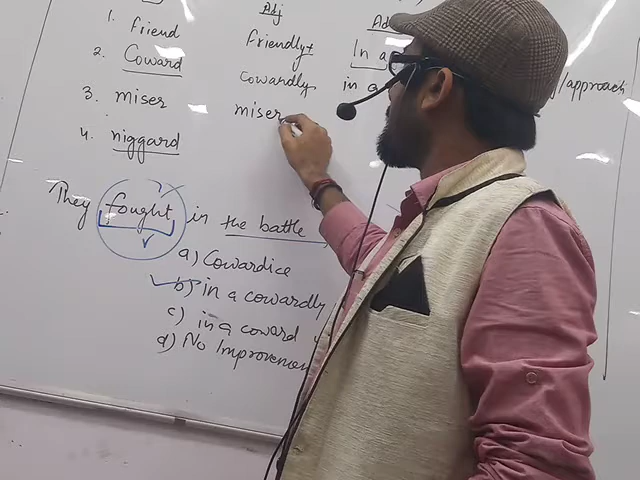 Adj
1. Friend Friendly
2. Coward Cowardly in a /approach
3. miser miser
4. niggard
In a
They fought in the battle
a) Cowardice
b) in a cowardly
c) in a coward
d) No Improvemen